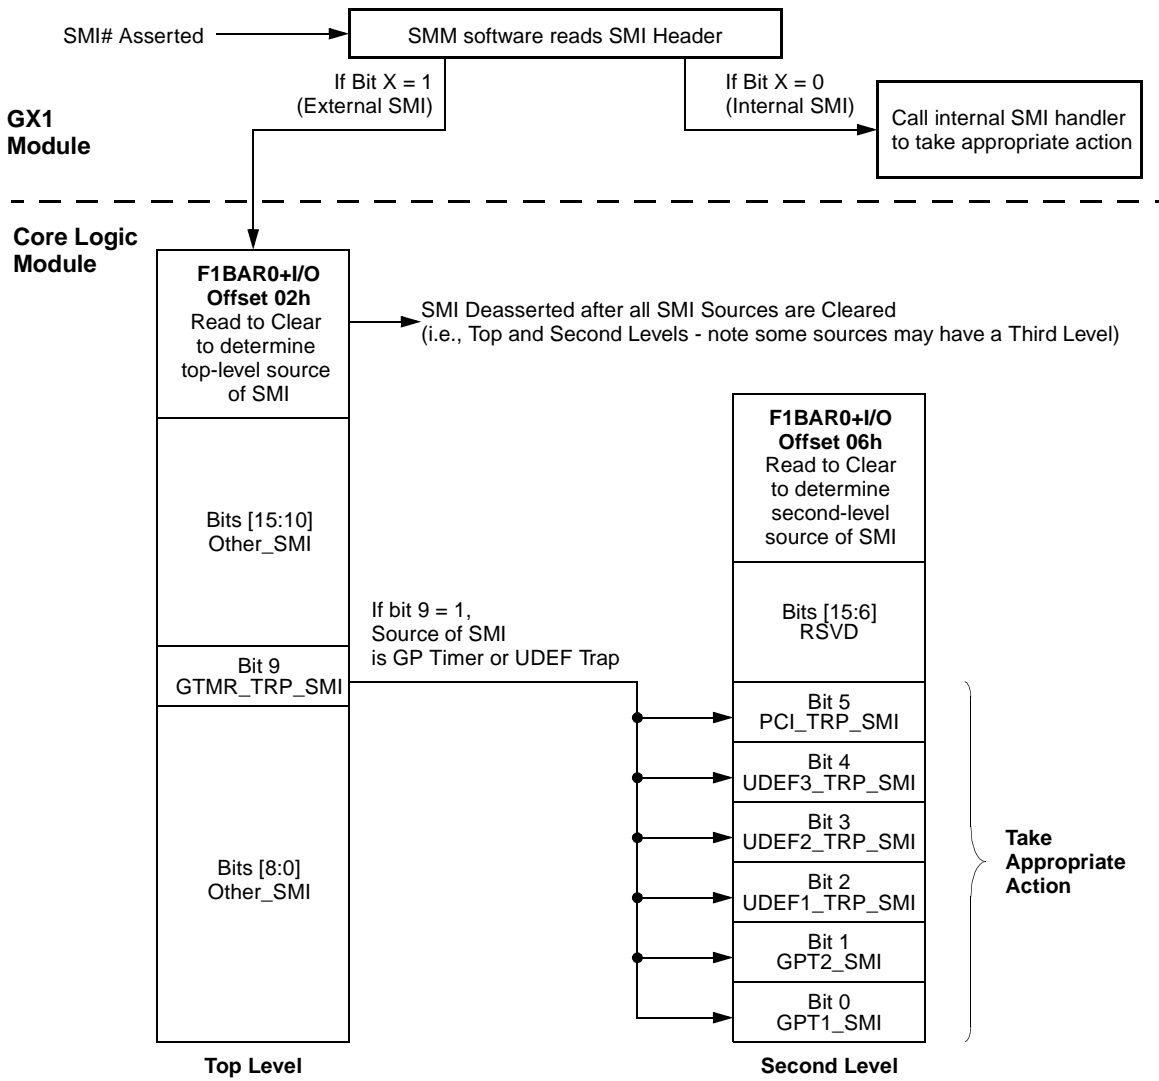 SMI# Asserted
SMM software reads SMI Header
If Bit X = 1
(External SMI)
If Bit X = 0
(Internal SMI)
GX1
Module
Call internal SMI handler
to take appropriate action
Core Logic
Module
F1BAR0+I/O
Offset 02h
Read to Clear
to determine
top-level source
of SMI
SMI Deasserted after all SMI Sources are Cleared
(i.e., Top and Second Levels - note some sources may have a Third Level)
Bits [15:10]
Other_SMI
If bit 9 = 1,
Source of SMI
is GP Timer or UDEF Trap
Bit 9
GTMR_TRP_SMI
Bits [8:0]
Other_SMI
Top Level
F1BAR0+I/O
Offset 06h
Read to Clear
to determine
second-level
source of SMI
Bits [15:6]
RSVD
Bit 5
PCI_TRP_SMI
Bit 4
UDEF3_TRP_SMI
Bit 3
UDEF2_TRP_SMI
Bit 2
UDEF1_TRP_SMI
Bit 1
GPT2_SMI
Bit 0
GPT1_SMI
Second Level
Take
Appropriate
Action